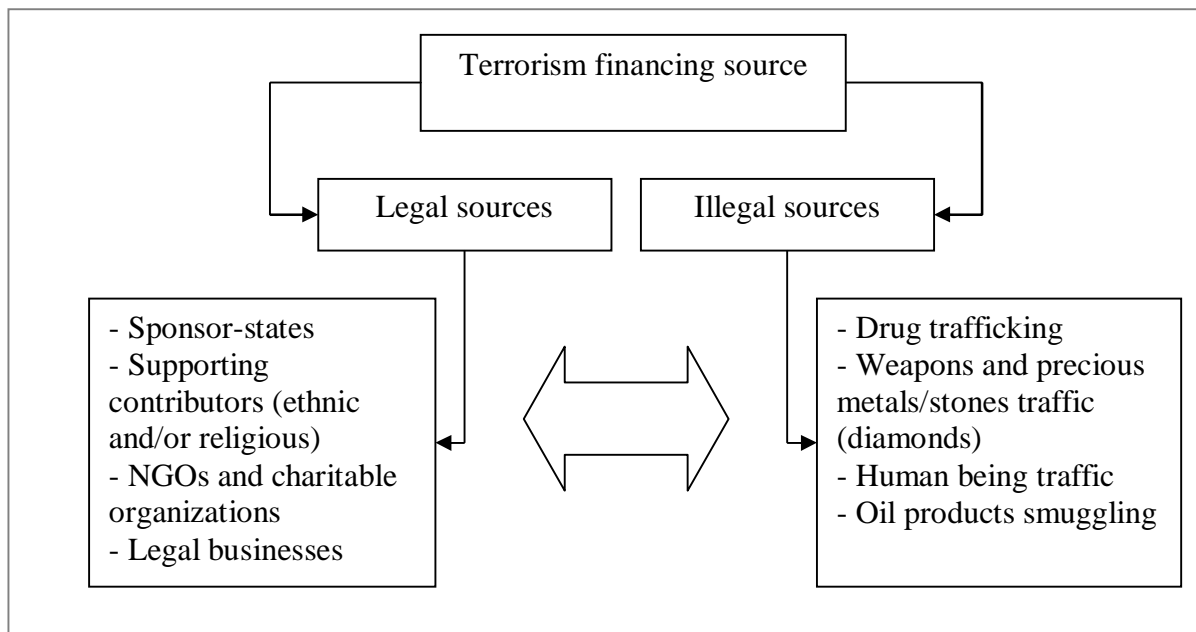 Terrorism financing source
Legal sources
Illegal sources
- Sponsor-states
- Supporting
contributors (ethnic
and/or religious)
- NGOs and charitable
organizations
- Legal businesses
- Drug trafficking
- Weapons and precious
metals/stones traffic
(diamonds)
- Human being traffic
- Oil products smuggling